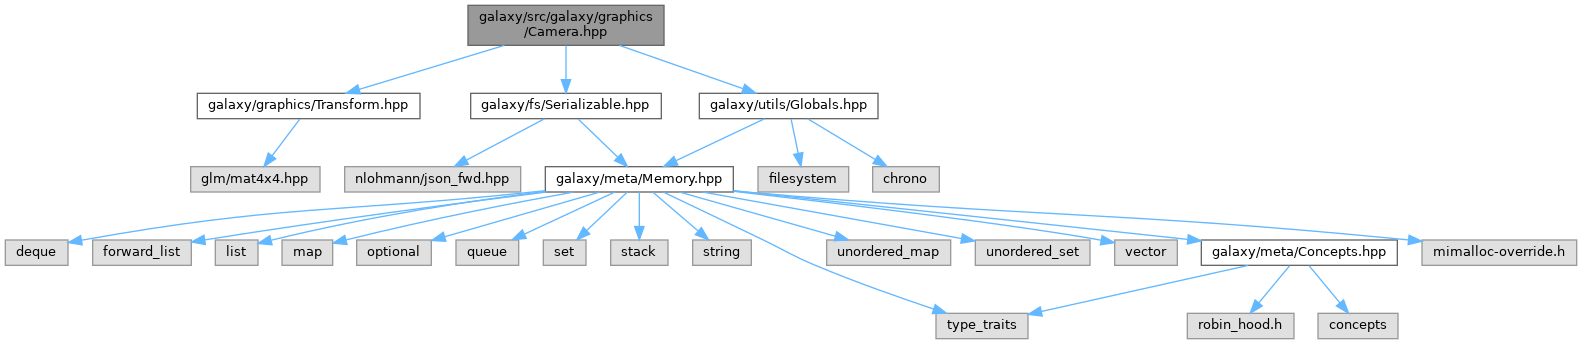 galaxy/src/galaxy/graphics
/Camera.hpp
galaxy/graphics/Transform.hpp
galaxy/fs/Serializable.hpp
galaxy/utils/Globals.hpp
glm/mat4x4.hpp
nlohmann/json_fwd.hpp
galaxy/meta/Memory.hpp
filesystem
chrono
deque
forward_list
list
map
optional
queue
set
stack
string
unordered_map
unordered_set
vector
galaxy/meta/Concepts.hpp
mimalloc-override.h
type_traits
robin_hood.h
concepts